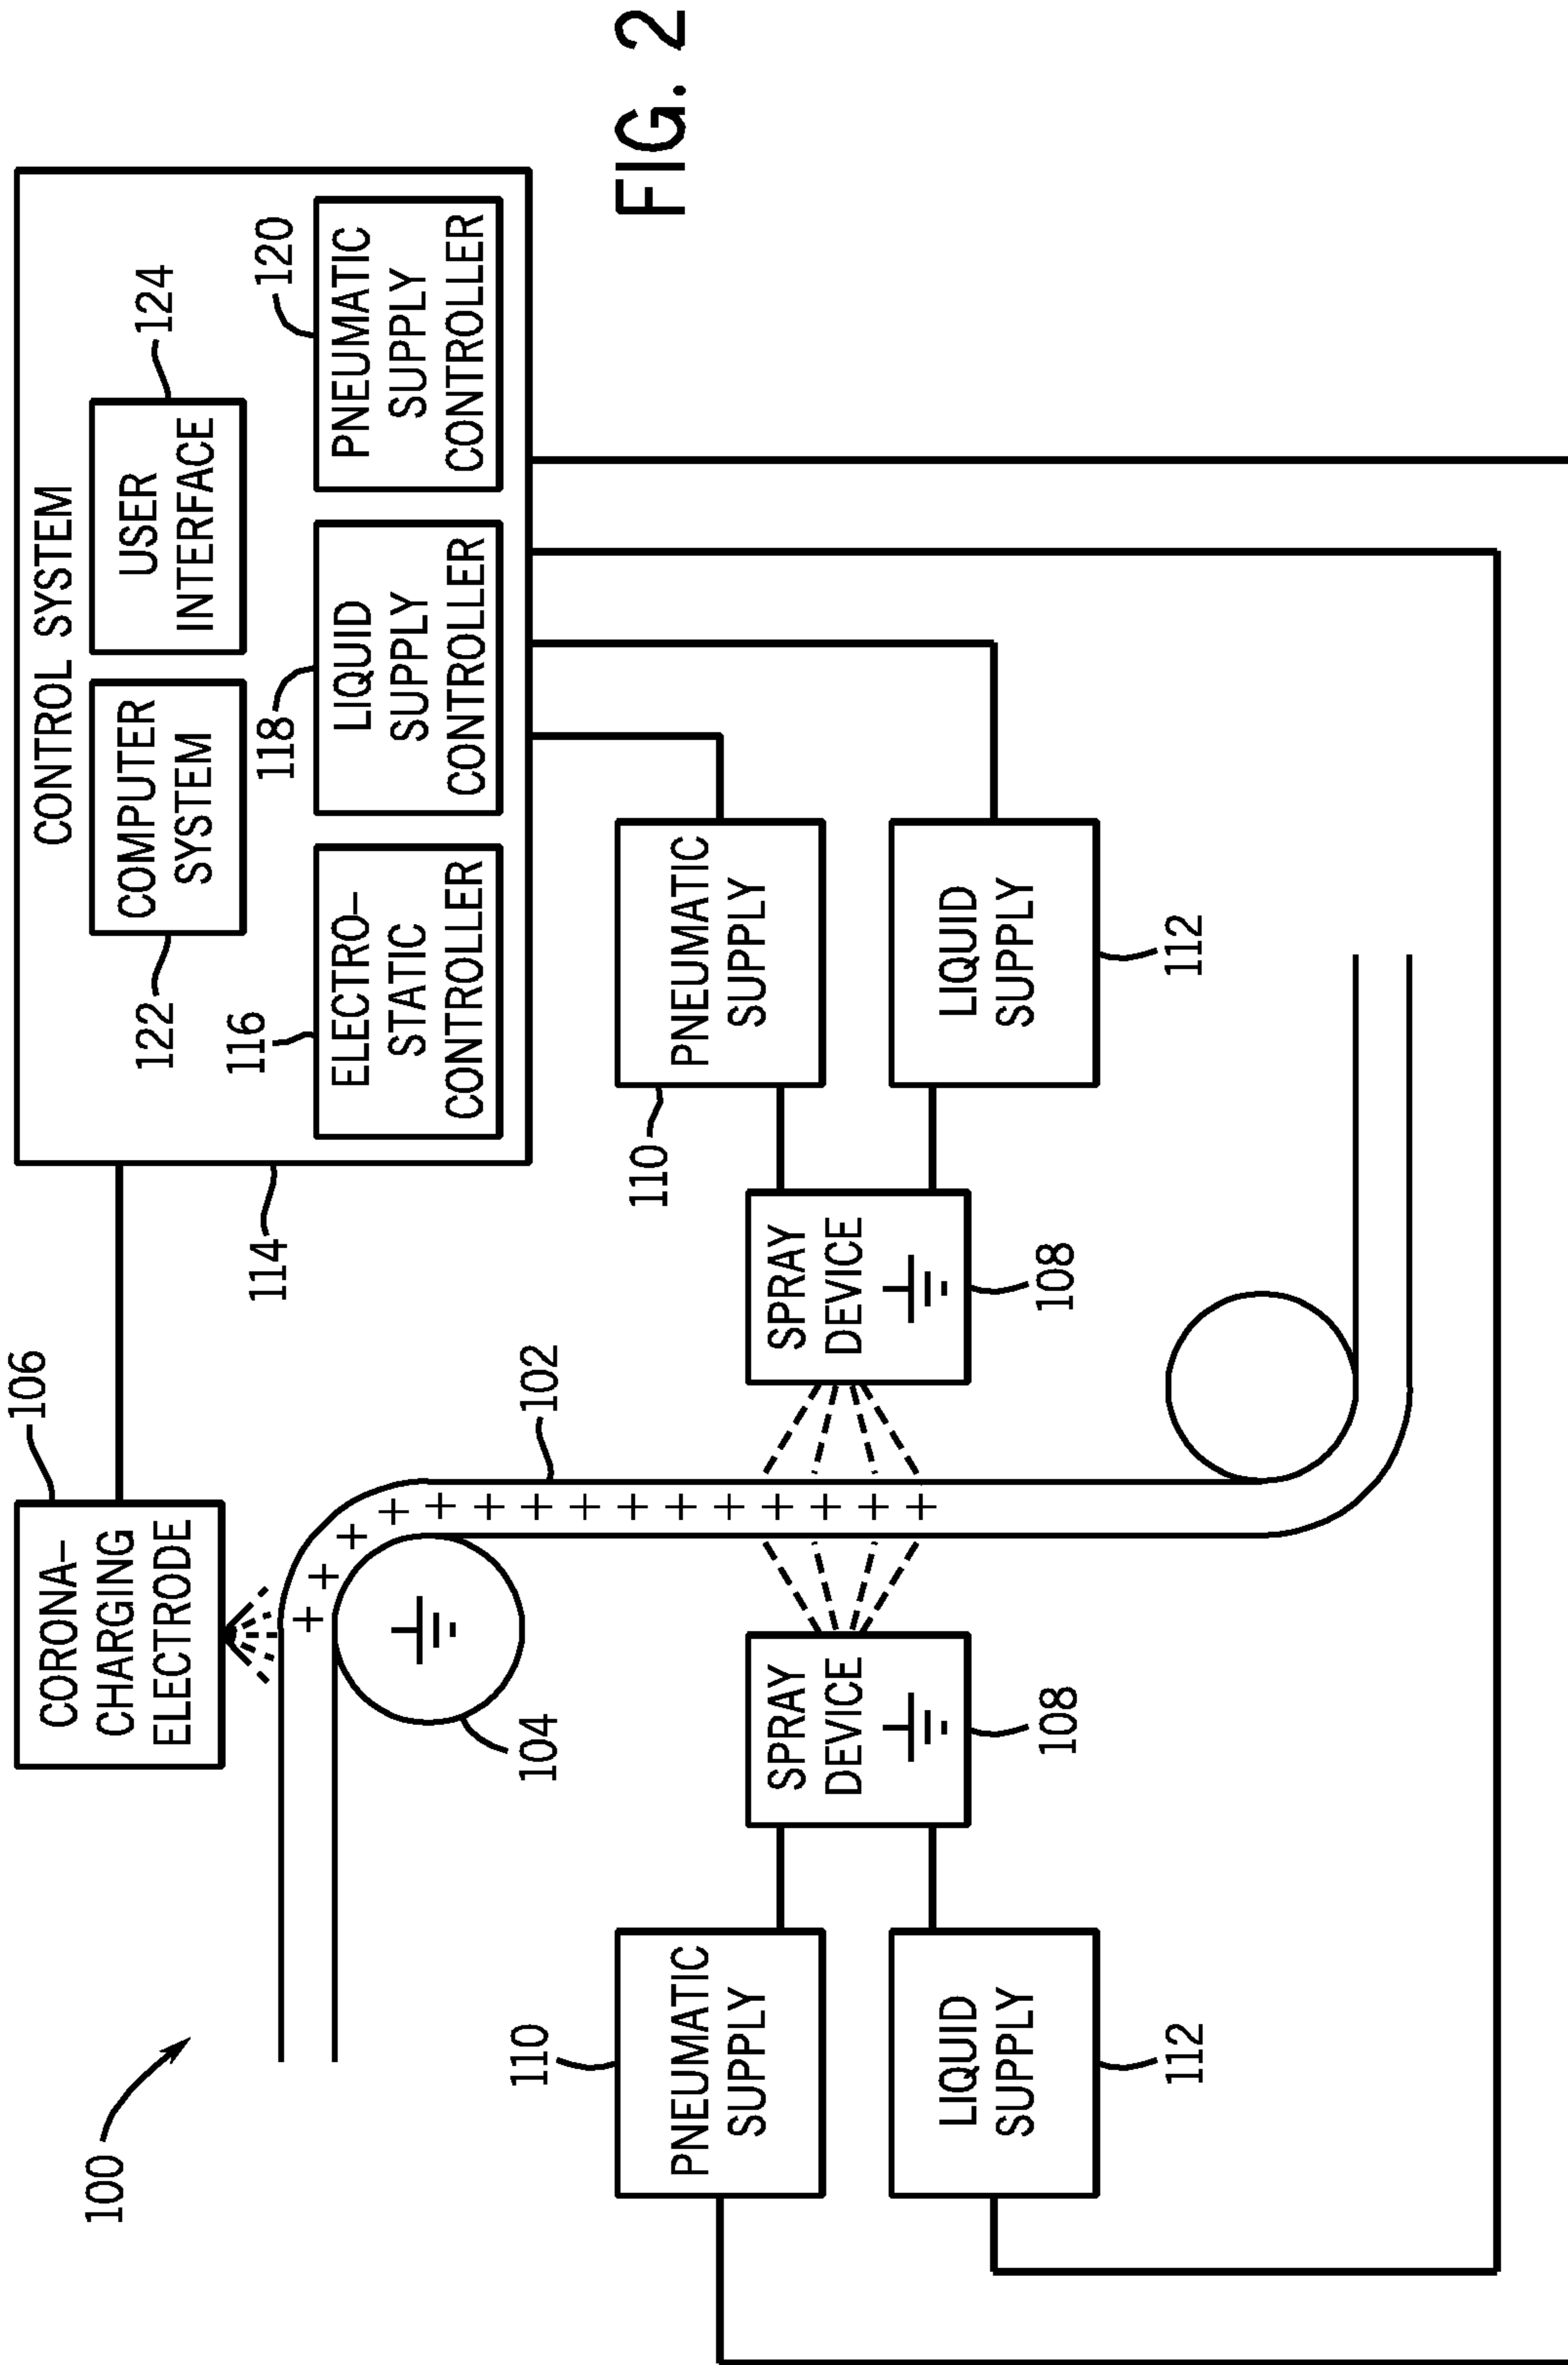 100
CORONA–
CHARGING
ELECTRODE
106
CONTROL SYSTEM
COMPUTER
SYSTEM
122
USER
INTERFACE
124
116
ELECTRO–
STATIC
CONTROLLER
118
LIQUID
SUPPLY
CONTROLLER
120
PNEUMATIC
SUPPLY
CONTROLLER
114
104
102
110
PNEUMATIC
SUPPLY
LIQUID
SUPPLY
112
SPRAY
DEVICE
108
SPRAY
DEVICE
108
110
PNEUMATIC
SUPPLY
LIQUID
SUPPLY
112
FIG. 2